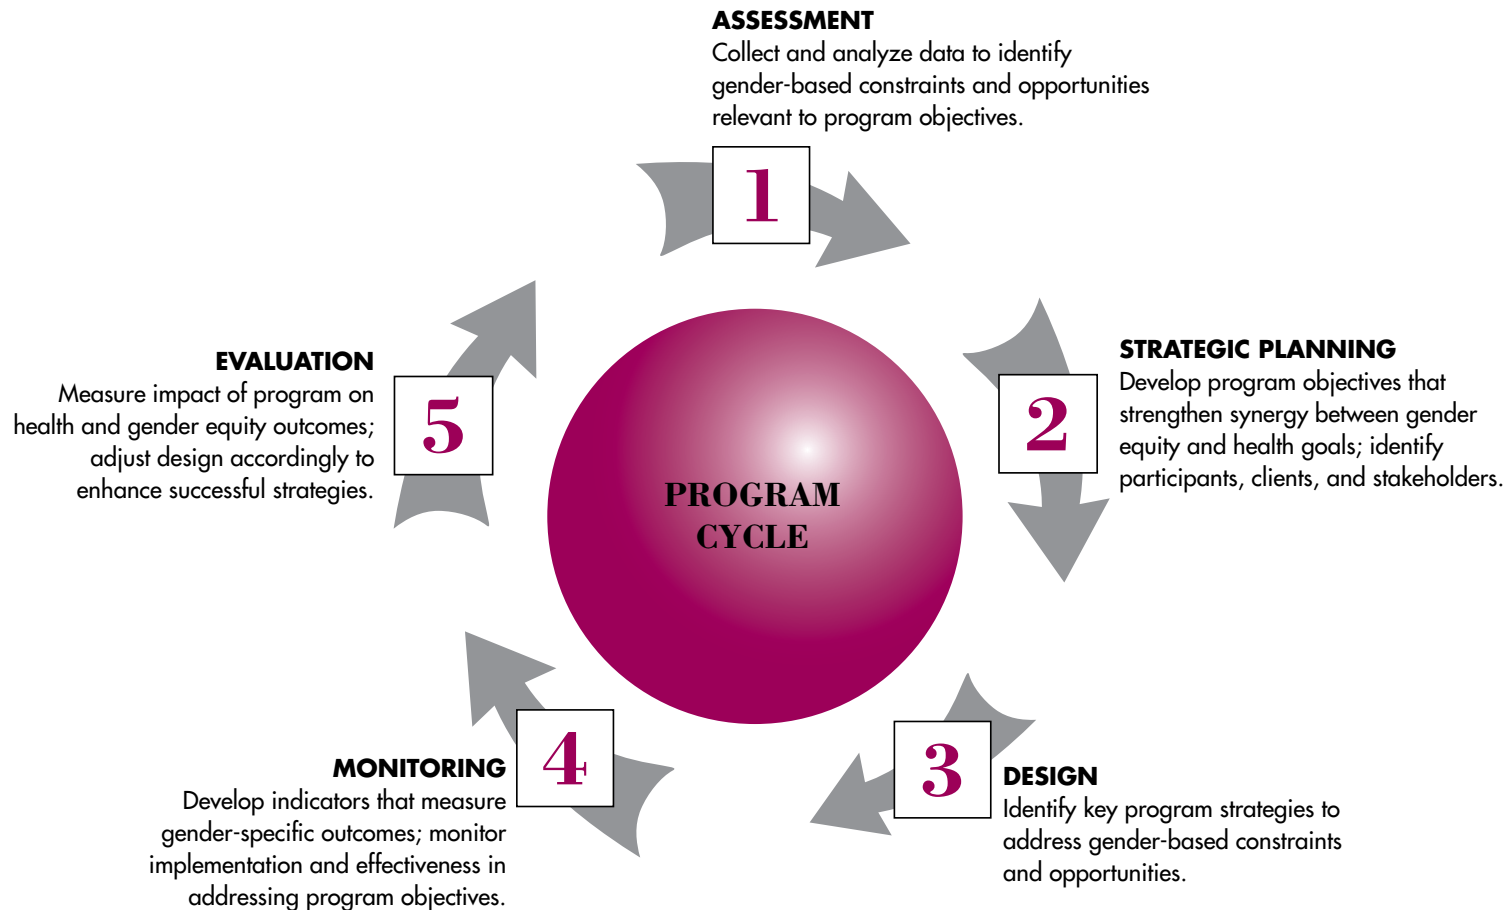 ASSESSMENT
Collect and analyze data to identify
gender-based constraints and opportunities
relevant to program objectives.
1
STRATEGIC PLANNING
Develop program objectives that
strengthen synergy between gender
equity and health goals; identify
participants, clients, and stakeholders.
2
DESIGN
Identify key program strategies to
address gender-based constraints
and opportunities.
3
MONITORING
Develop indicators that measure
gender-specific outcomes; monitor
implementation and effectiveness in
addressing program objectives.
4
EVALUATION
Measure impact of program on
health and gender equity outcomes;
adjust design accordingly to
enhance successful strategies.
5
PROGRAM
CYCLE